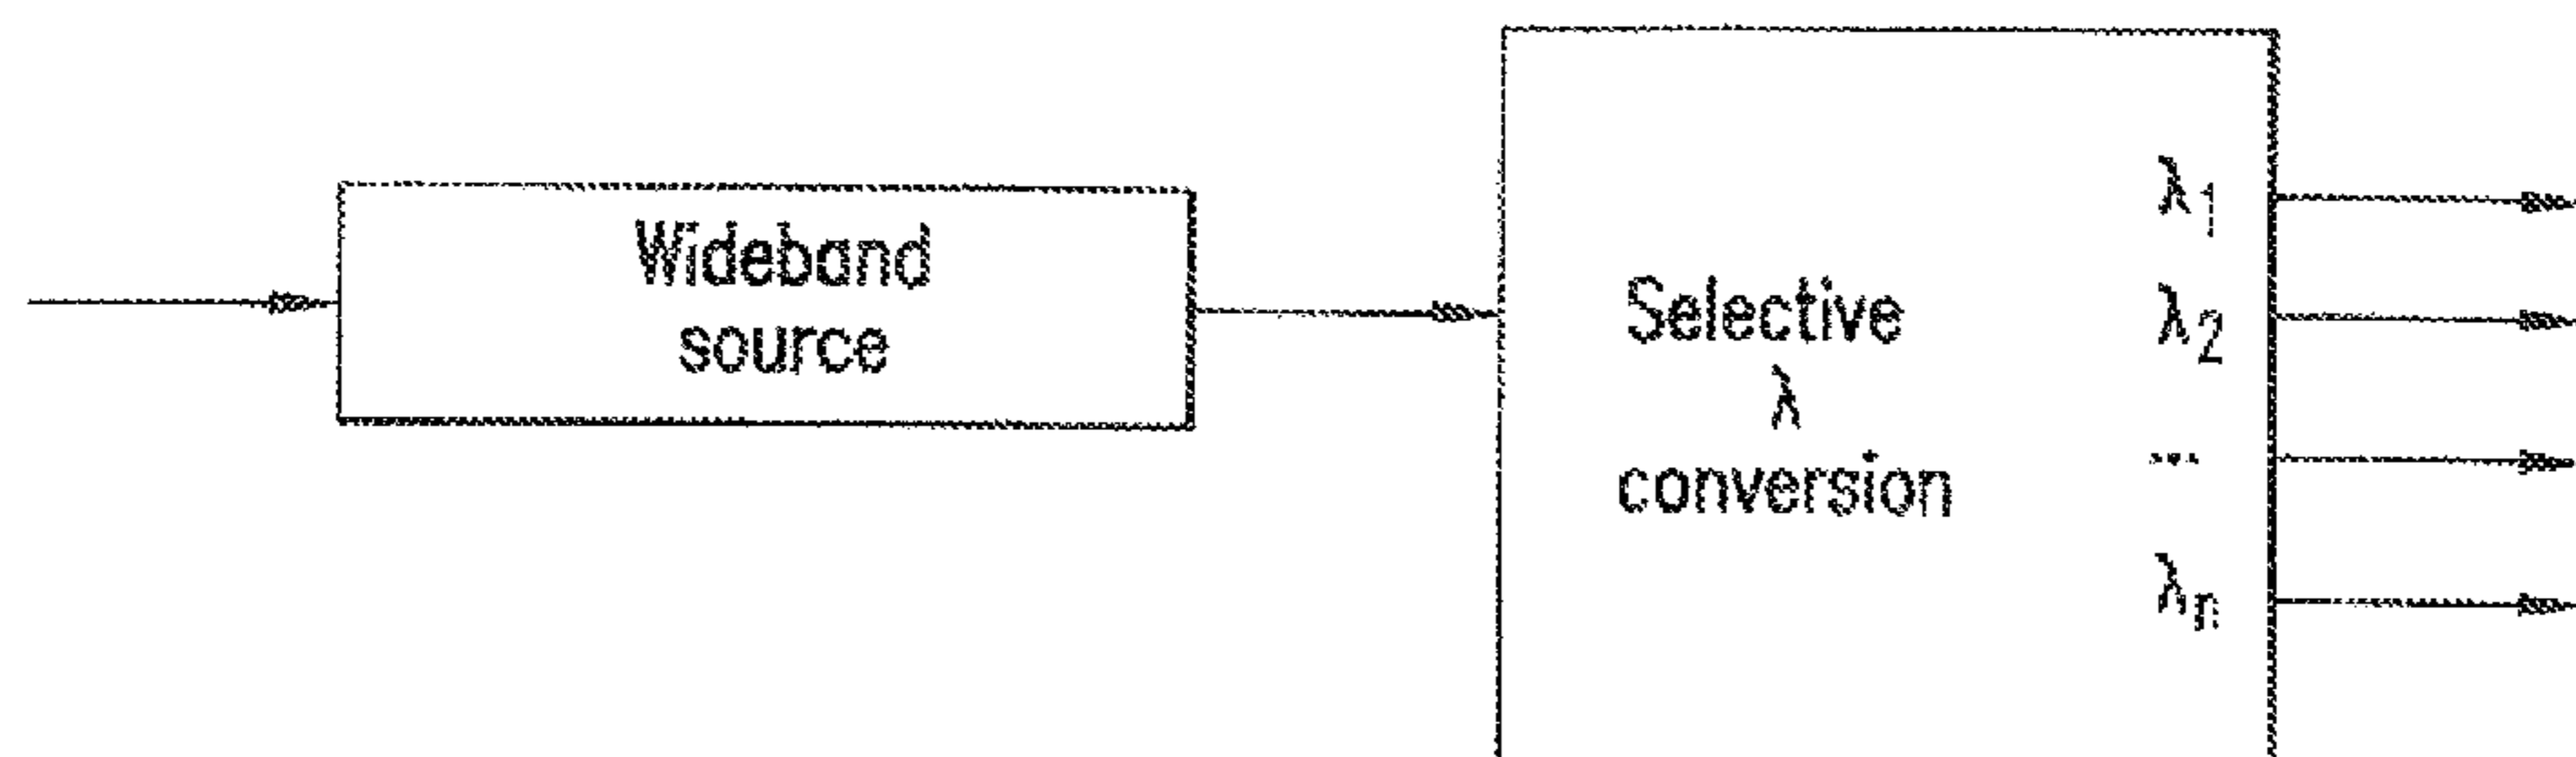 Wideband
source
Selective
λ
conversion
λ1
λ2
...
λn